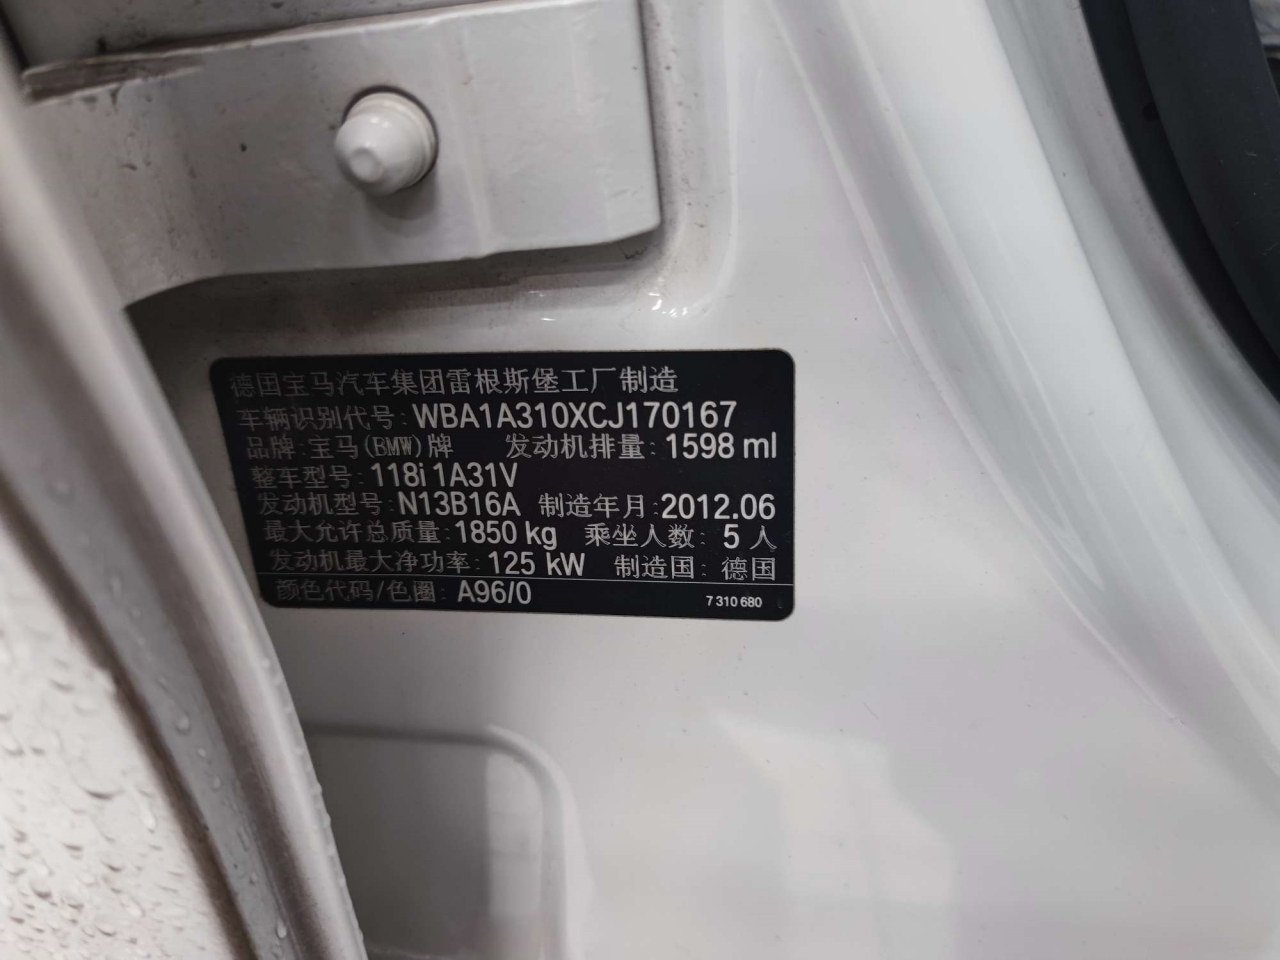 德国宝马汽车集团雷根斯堡工厂制造
车辆识别代号: WBA1A310XCJ170167
品牌: 宝马(BMW)牌 发动机排量: 1598 ml
整车型号: 118i 1A31V
发动机型号: N13B16A 制造年月: 2012.06
最大允许总质量: 1850 kg 乘坐人数: 5 人
发动机最大净功率: 125 kW 制造国: 德国
颜色代码/色圈: A96/0 7 310 680